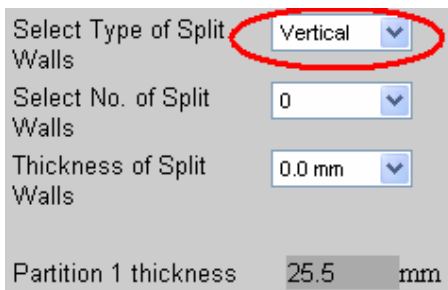 Select Type of Split Vertical
Walls
Select No. of Split 0
Walls
Thickness of Split 0.0 mm
Walls
Partition 1 thickness 25.5 mm